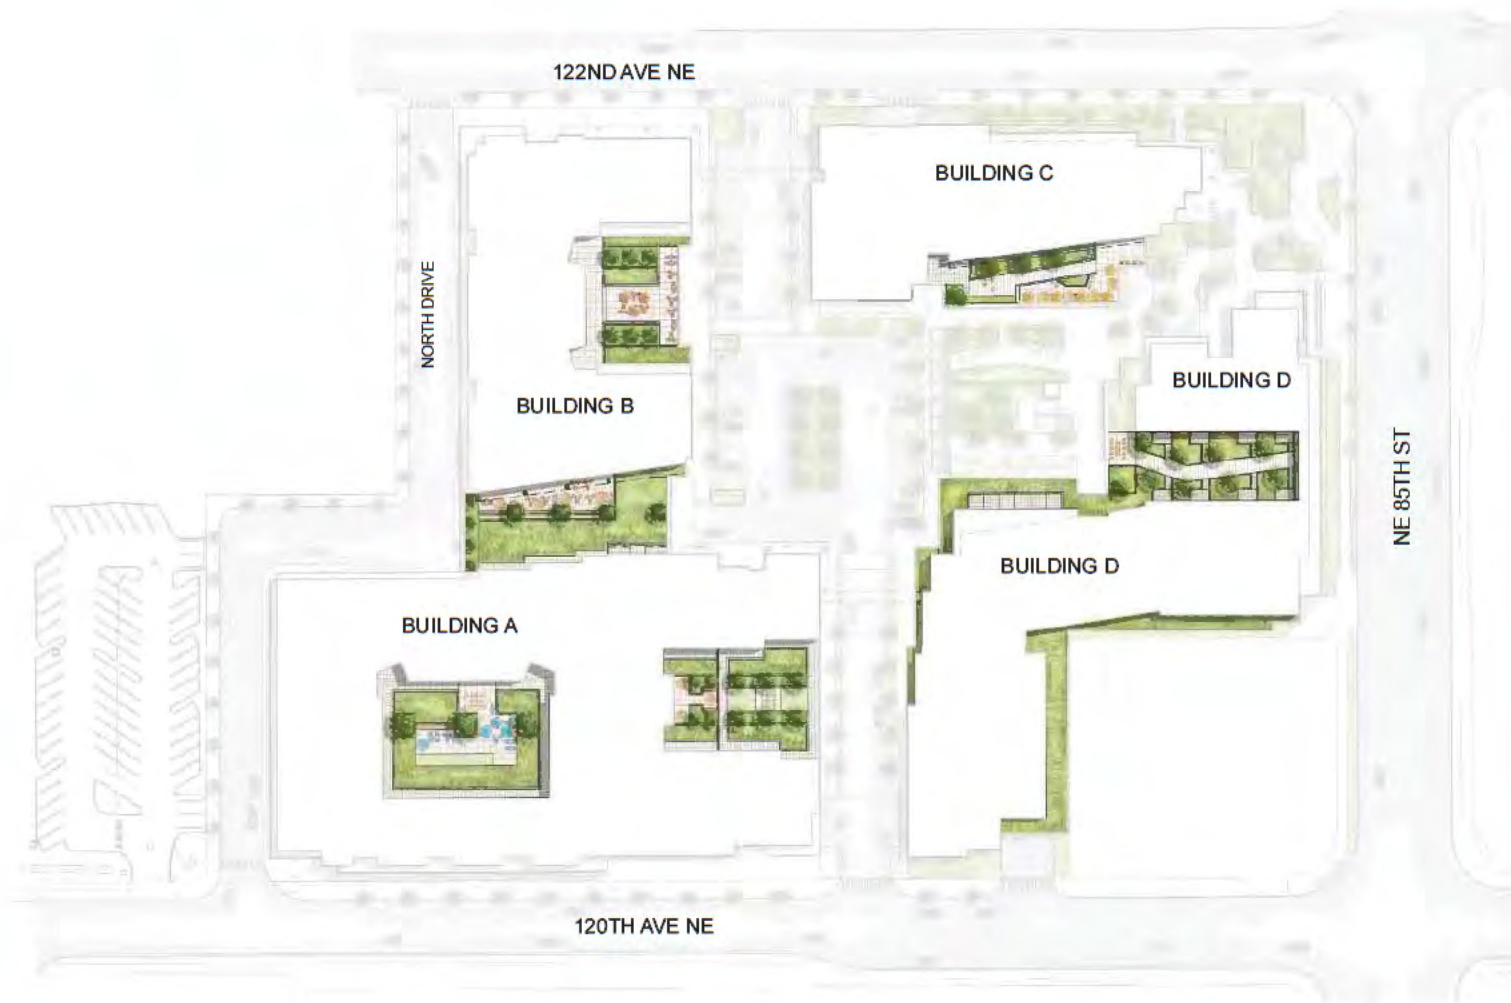 122ND AVE NE
BUILDING C
NORTH DRIVE
BUILDING D
BUILDING B
NE 85TH ST
BUILDING D
BUILDING A
120TH AVE NE